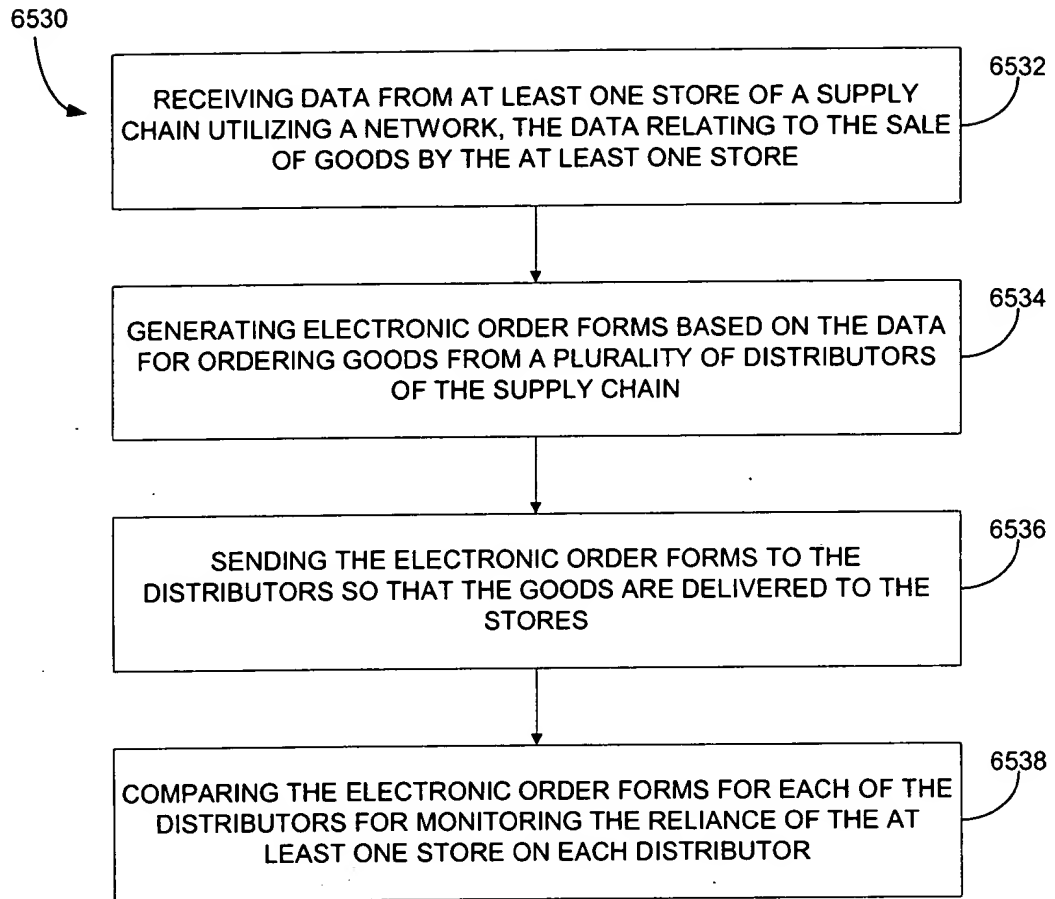 6530
6532
RECEIVING DATA FROM AT LEAST ONE STORE OF A SUPPLY
CHAIN UTILIZING A NETWORK, THE DATA RELATING TO THE SALE
OF GOODS BY THE AT LEAST ONE STORE
6534
GENERATING ELECTRONIC ORDER FORMS BASED ON THE DATA
FOR ORDERING GOODS FROM A PLURALITY OF DISTRIBUTORS
OF THE SUPPLY CHAIN
6536
SENDING THE ELECTRONIC ORDER FORMS TO THE
DISTRIBUTORS SO THAT THE GOODS ARE DELIVERED TO THE
STORES
6538
COMPARING THE ELECTRONIC ORDER FORMS FOR EACH OF THE
DISTRIBUTORS FOR MONITORING THE RELIANCE OF THE AT
LEAST ONE STORE ON EACH DISTRIBUTOR